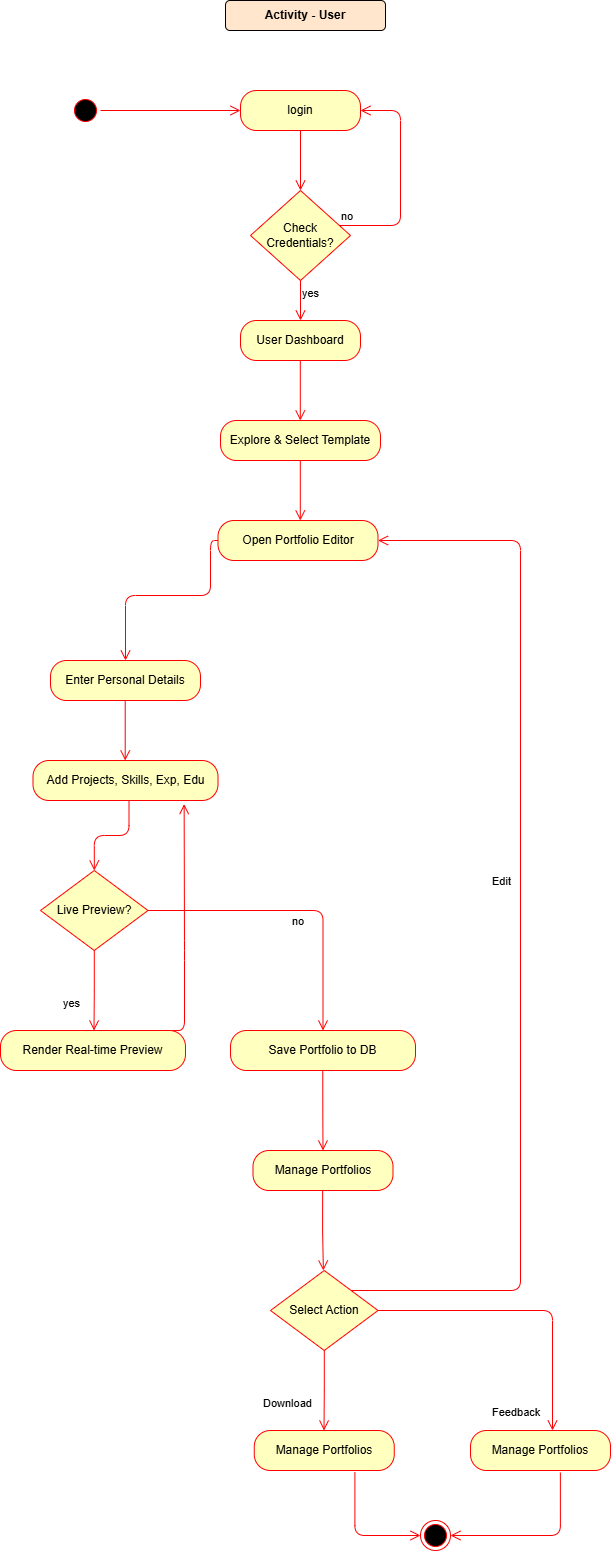 Activity - User
login
no
Check
Credentials?
yes
User Dashboard
Explore & Select Template
Open Portfolio Editor
Enter Personal Details
Add Projects, Skills, Exp, Edu
Edit
Live Preview?
no
yes
Render Real-time Preview
Save Portfolio to DB
Manage Portfolios
Select Action
Download
Feedback
Manage Portfolios
Manage Portfolios